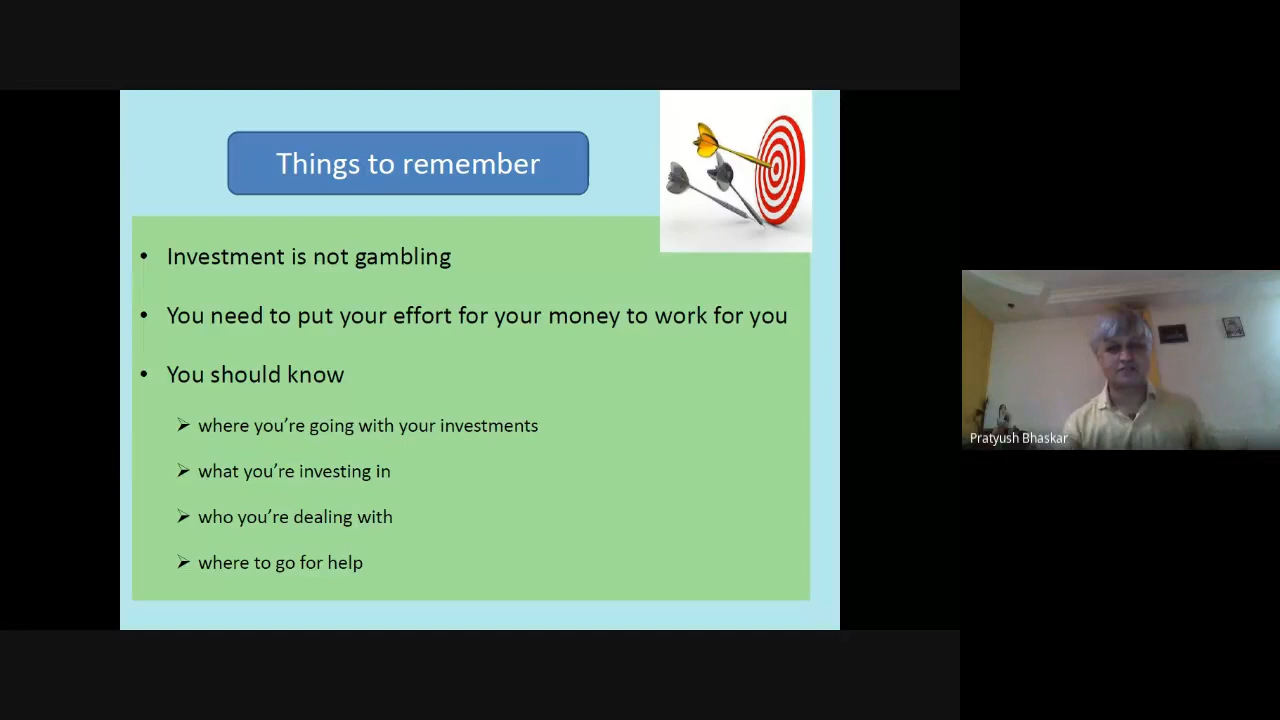 Things to remember
• Investment is not gambling
• You need to put your effort for your money to work for you
• You should know
➢ where you’re going with your investments
➢ what you’re investing in
➢ who you’re dealing with
➢ where to go for help
Pratyush Bhaskar